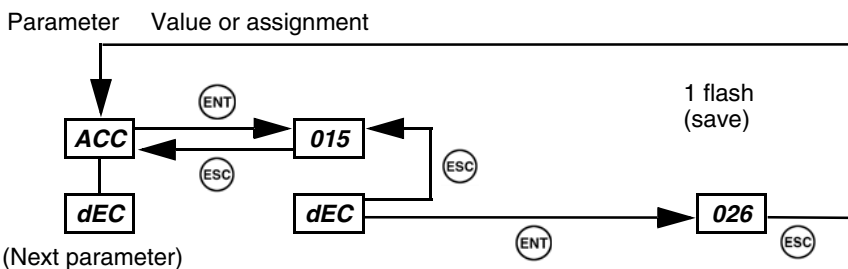 Parameter Value or assignment
1 flash
(save)
ENT
ACC 015
ESC
ESC
dEC dEC 026
ENT ESC
(Next parameter)